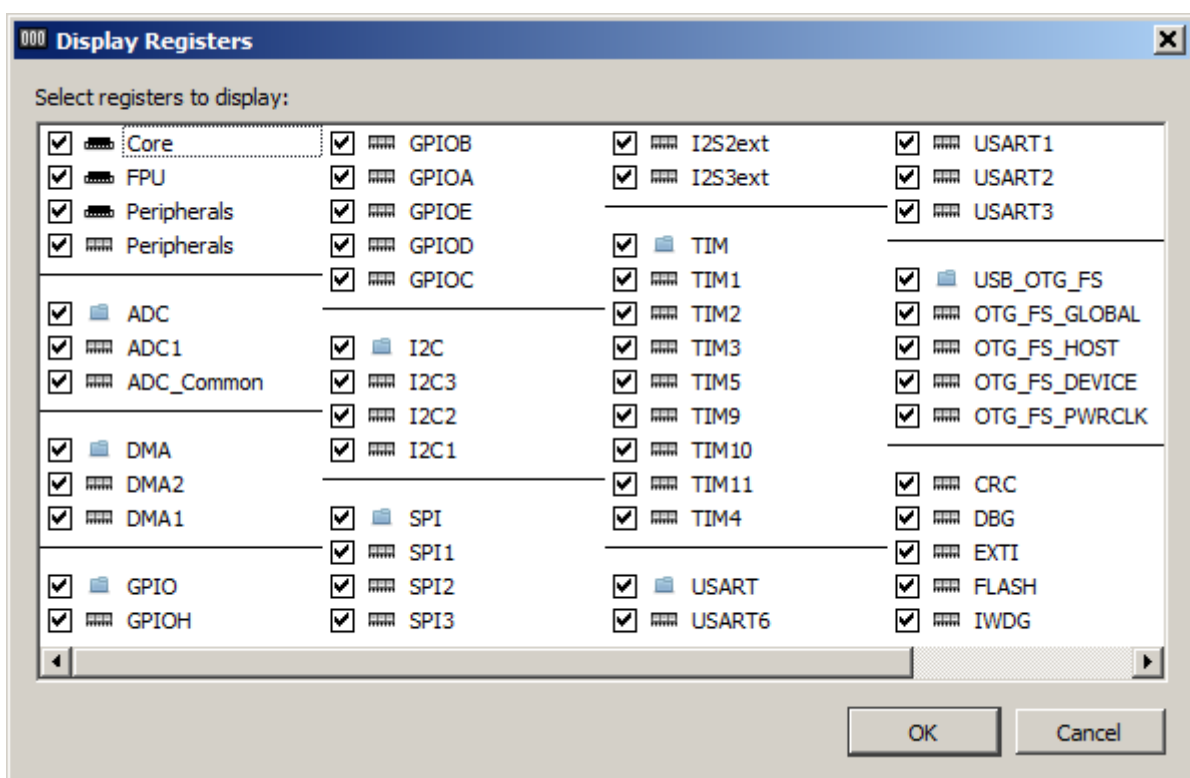 Display Registers
Select registers to display:
Core
FPU
Peripherals
Peripherals
ADC
ADC1
ADC_Common
DMA
DMA2
DMA1
GPIO
GPIOH
GPIOB
GPIOA
GPIOE
GPIOD
GPIOC
I2C
I2C3
I2C2
I2C1
SPI
SPI1
SPI2
SPI3
I2S2ext
I2S3ext
TIM
TIM1
TIM2
TIM3
TIM5
TIM9
TIM10
TIM11
TIM4
USART
USART6
USART1
USART2
USART3
USB_OTG_FS
OTG_FS_GLOBAL
OTG_FS_HOST
OTG_FS_DEVICE
OTG_FS_PWRCLK
CRC
DBG
EXTI
FLASH
IWDG
OK
Cancel